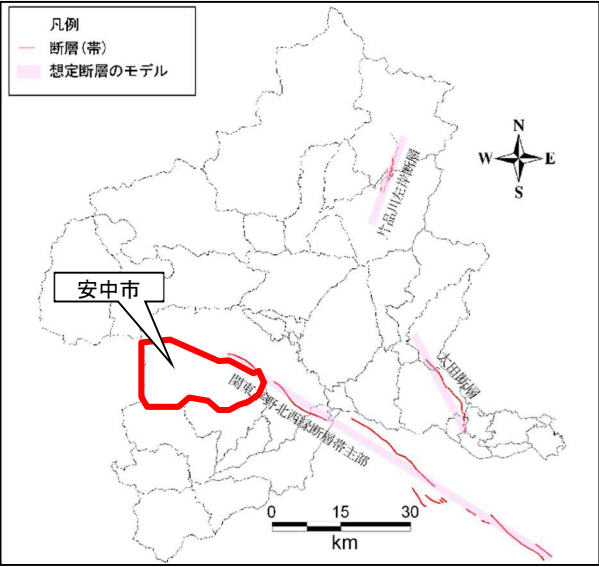 凡例
断層(帯)
想定断層のモデル
N
W E
S
片品川左岸断層
安中市
太田断層
関東平野北西縁断層帯主部
0 15 30
km